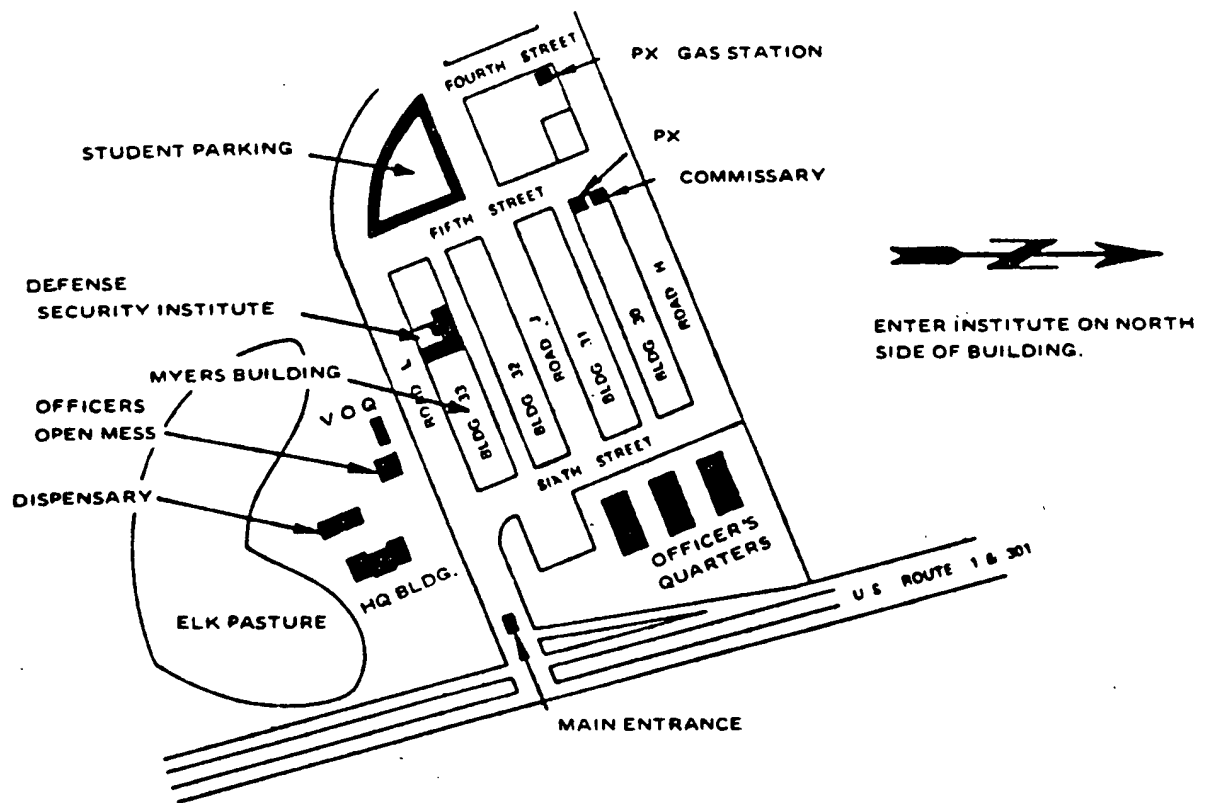 FOURTH STREET
PX GAS STATION
STUDENT PARKING
PX
COMMISSARY
FIFTH STREET
DEFENSE
SECURITY INSTITUTE
ROAD H
ROAD J
ROAD L
BLDG 33
BLDG 32
BLDG 31
BLDG 30
N
ENTER INSTITUTE ON NORTH
SIDE OF BUILDING.
MYERS BUILDING
OFFICERS
OPEN MESS
VOQ
DISPENSARY
SIXTH STREET
OFFICER'S
QUARTERS
HQ BLDG.
ELK PASTURE
US ROUTE 1 & 301
MAIN ENTRANCE